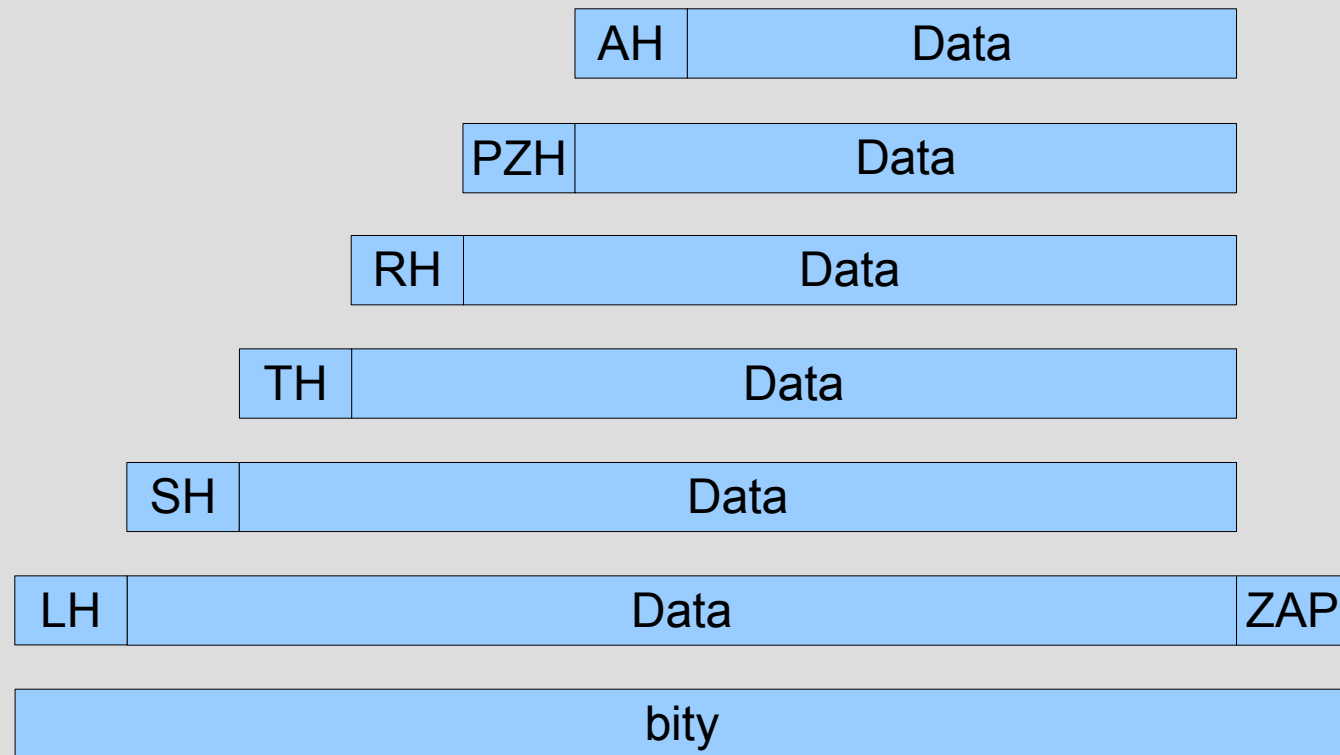 AH Data
PZH Data
RH Data
TH Data
SH Data
LH Data ZAP
bity